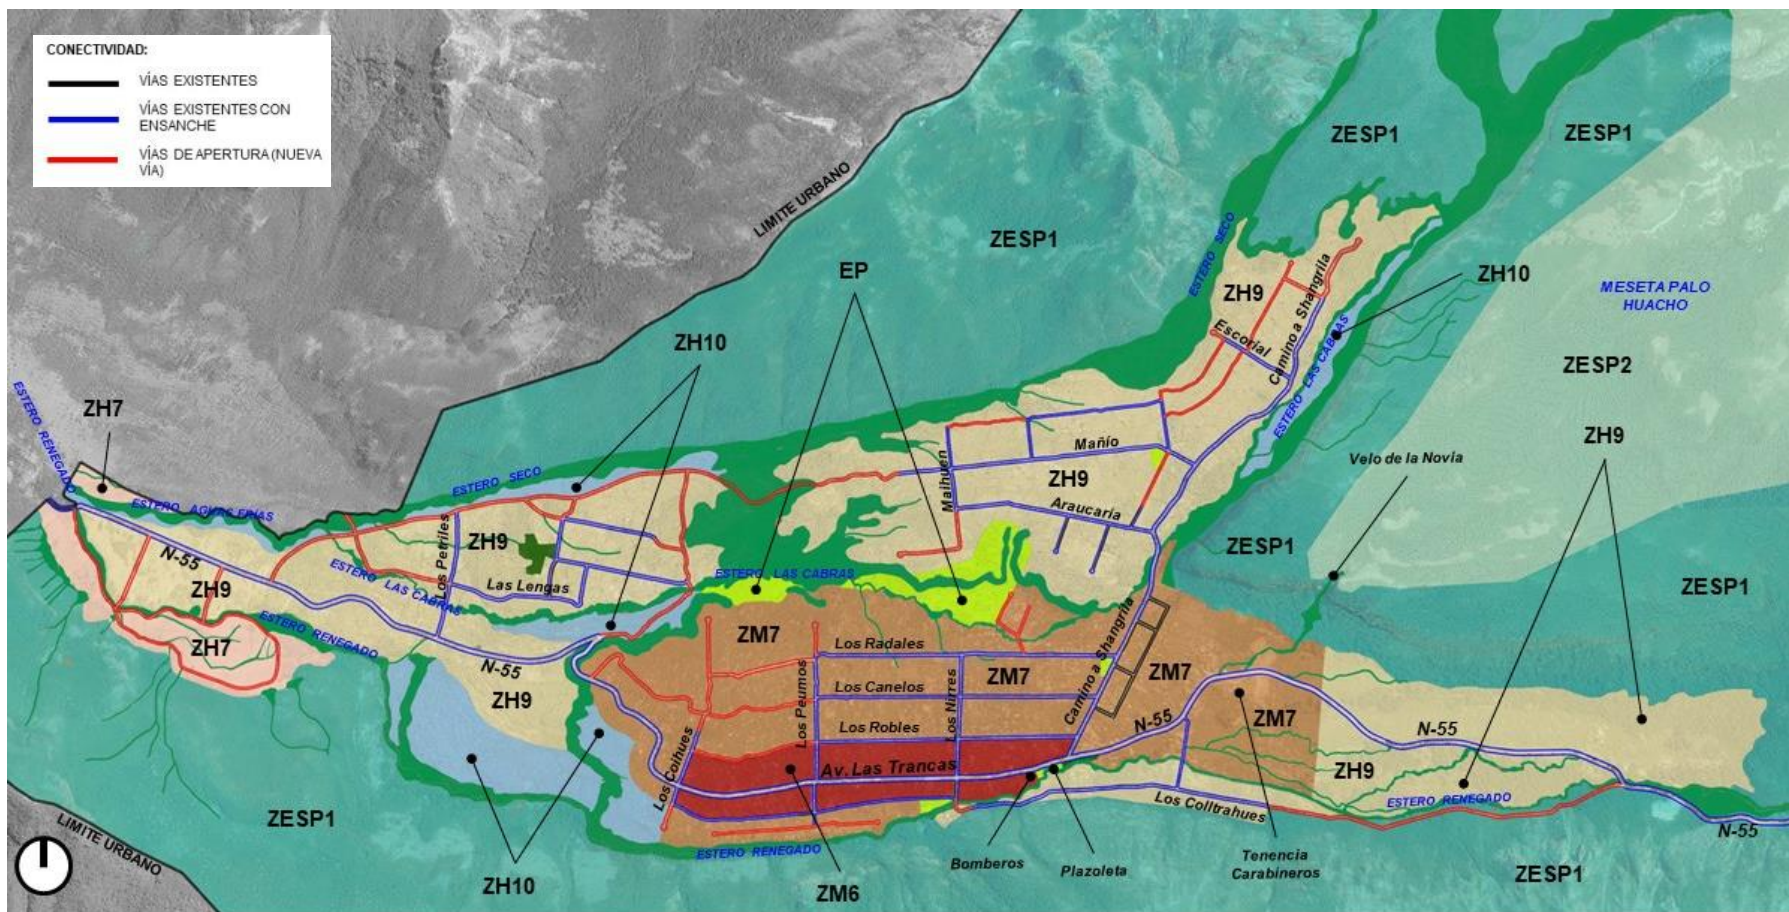 CONECTIVIDAD:
VÍAS EXISTENTES
VÍAS EXISTENTES CON
ENSANCHE
VÍAS DE APERTURA (NUEVA
VÍA)
LIMITE URBANO
ZESP1
ZESP1
ZESP1
ESTERO SECO
EP
ZH10
ZH9
Camino a Shangrila
Escorial
ESTERO LAS CABRAS
MESETA PALO
HUACHO
ZH10
ZESP2
ZH7
ESTERO RENEGADO
ZH9
Mañío
Velo de la Novia
ESTERO SECO
Maihuen
ZH9
Araucaría
ESTERO AGUAS FRÍAS
Los Petriles
ZH9
ZESP1
N-55
ESTERO LAS CABRAS
Las Lengas
ESTERO LAS CABRAS
ZH9
ZESP1
ESTERO RENEGADO
ZH7
ZM7
Los Radales
Camino a Shangrila
N-55
ZH9
Los Peumos
Los Canelos
Los Nirres
ZM7
ZM7
Los Robles
N-55
ZM7
N-55
Los Coihues
Av. Las Trancas
ZH9
ESTERO RENEGADO
Los Colltrahues
ZESP1
LIMITE URBANO
N-55
ESTERO RENEGADO
Bomberos
Plazoleta
Tenencia
Carabineros
ZESP1
ZH10
ZM6